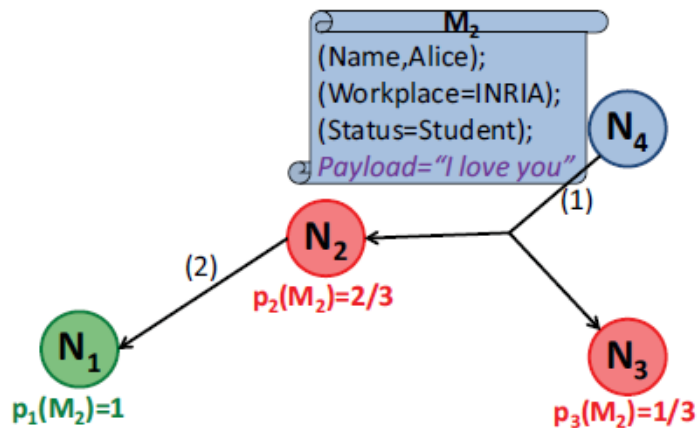 M₂
(Name,Alice);
(Workplace=INRIA);
(Status=Student);
Payload="I love you"
N₄
(1)
N₂
(2)
p₂(M₂)=2/3
N₁
N₃
p₁(M₂)=1
p₃(M₂)=1/3